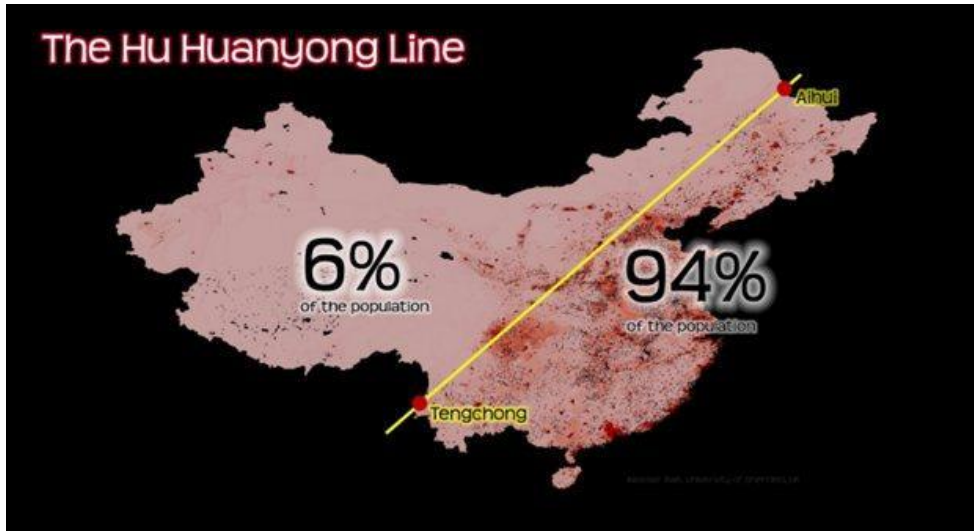 The Hu Huanyong Line
Aihui
6%
of the population
94%
of the population
Tengchong